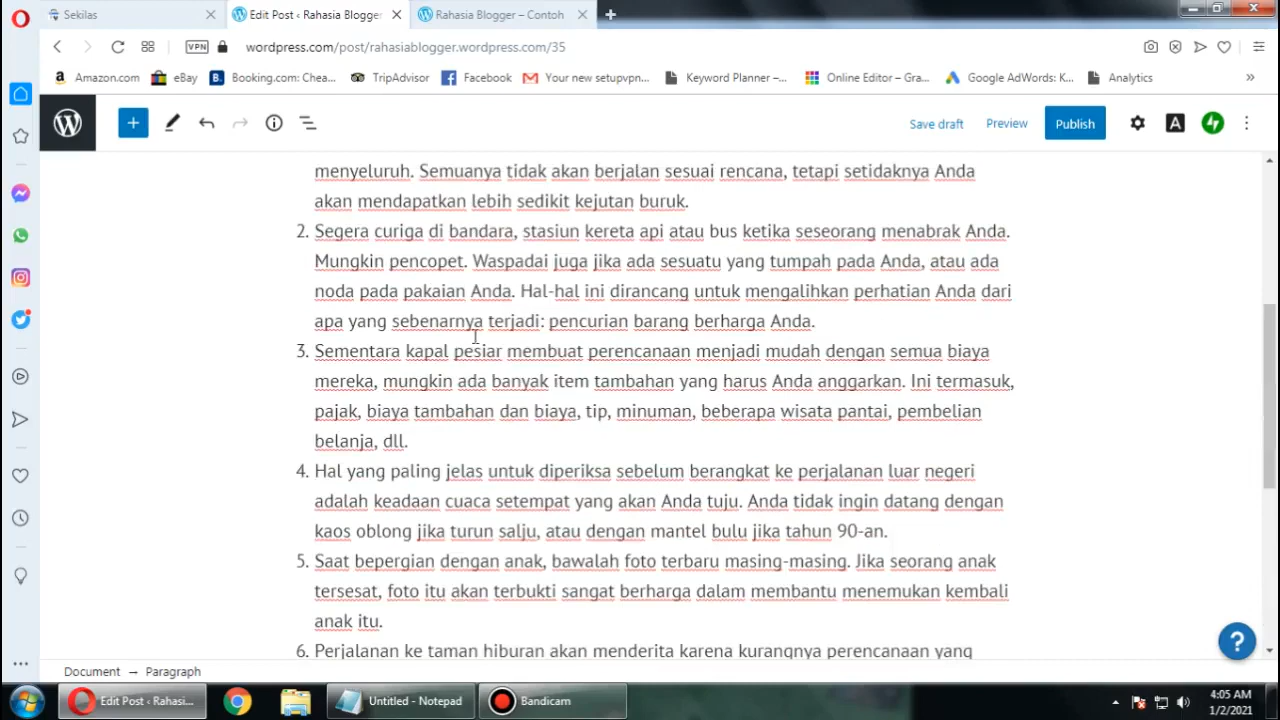 Sekilas
Edit Post ‹ Rahasia Blogger
Rahasia Blogger – Contoh
VPN
wordpress.com/post/rahasiablogger.wordpress.com/35
Amazon.com
eBay
Booking.com: Chea...
TripAdvisor
Facebook
Your new setupvpn...
Keyword Planner –...
Online Editor – Gra...
Google AdWords: K...
Analytics
Save draft
Preview
Publish
menyeluruh. Semuanya tidak akan berjalan sesuai rencana, tetapi setidaknya Anda
akan mendapatkan lebih sedikit kejutan buruk.
2. Segera curiga di bandara, stasiun kereta api atau bus ketika seseorang menabrak Anda.
Mungkin pencopet. Waspadai juga jika ada sesuatu yang tumpah pada Anda, atau ada
noda pada pakaian Anda. Hal-hal ini dirancang untuk mengalihkan perhatian Anda dari
apa yang sebenarnya terjadi: pencurian barang berharga Anda.
3. Sementara kapal pesiar membuat perencanaan menjadi mudah dengan semua biaya
mereka, mungkin ada banyak item tambahan yang harus Anda anggarkan. Ini termasuk,
pajak, biaya tambahan dan biaya, tip, minuman, beberapa wisata pantai, pembelian
belanja, dll.
4. Hal yang paling jelas untuk diperiksa sebelum berangkat ke perjalanan luar negeri
adalah keadaan cuaca setempat yang akan Anda tuju. Anda tidak ingin datang dengan
kaos oblong jika turun salju, atau dengan mantel bulu jika tahun 90-an.
5. Saat bepergian dengan anak, bawalah foto terbaru masing-masing. Jika seorang anak
tersesat, foto itu akan terbukti sangat berharga dalam membantu menemukan kembali
anak itu.
6. Perjalanan ke taman hiburan akan menderita karena kurangnya perencanaan yang
Document → Paragraph
Edit Post ‹ Rahasi...
Untitled - Notepad
Bandicam
4:05 AM
1/2/2021